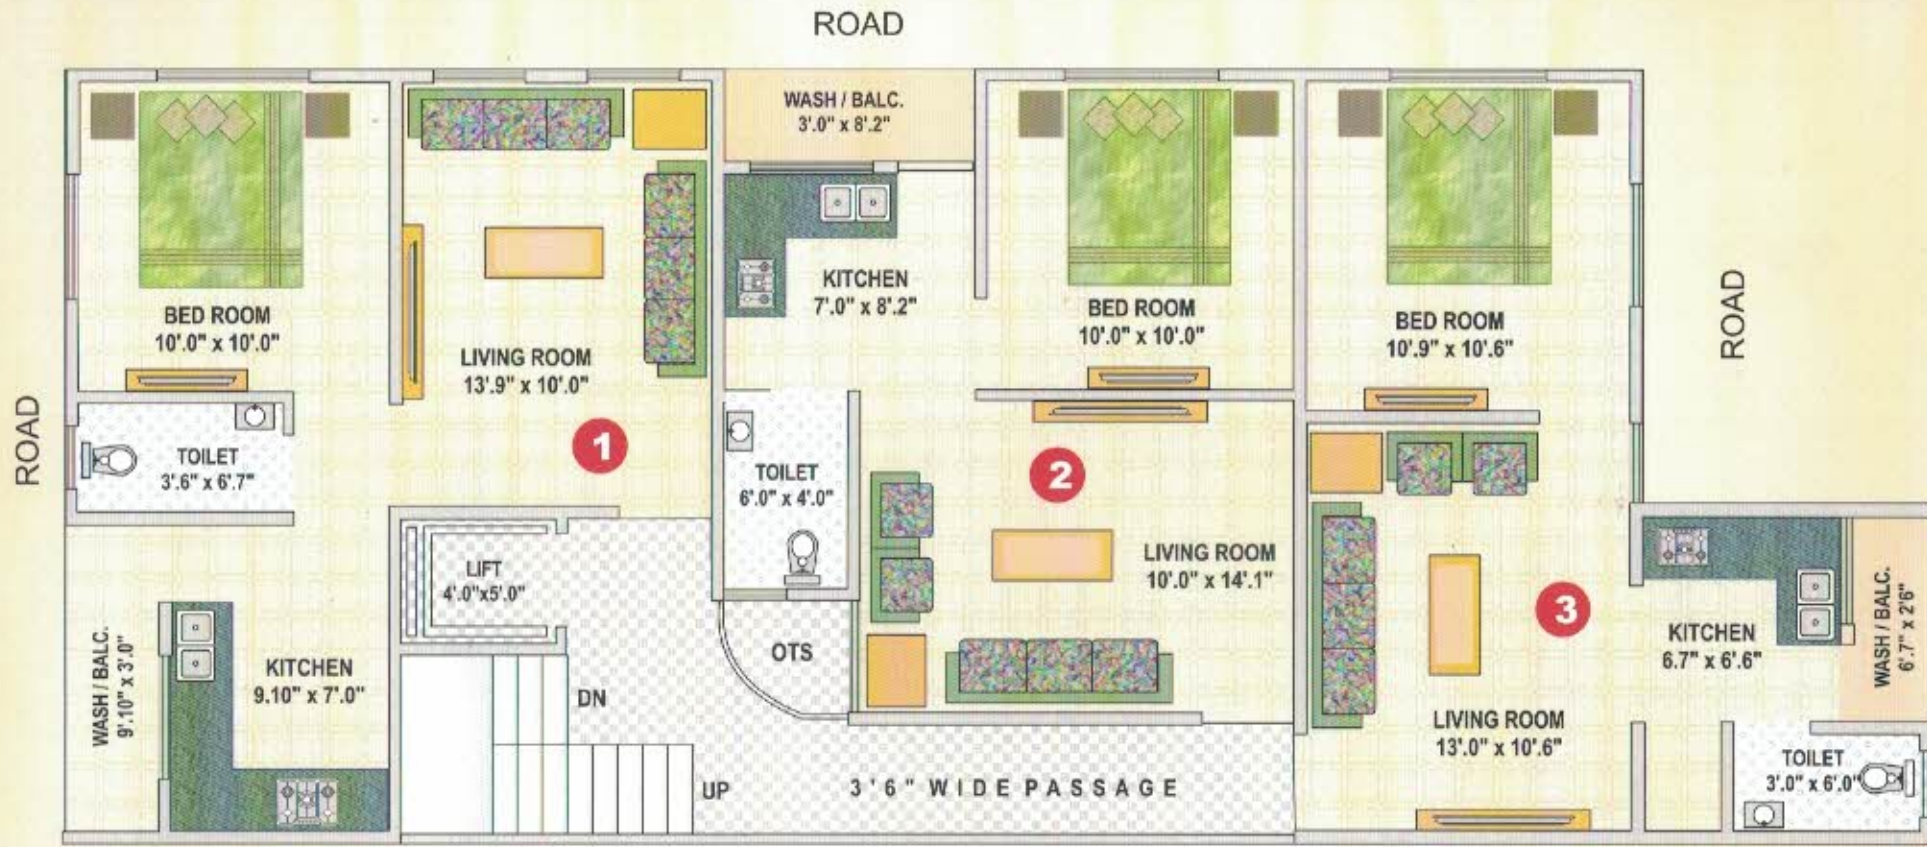 ROAD
WASH / BALC.
3'.0" x 8'.2"
BED ROOM
10'.0" x 10'.0"
LIVING ROOM
13'.9" x 10'.0"
KITCHEN
7'.0" x 8'.2"
BED ROOM
10'.0" x 10'.0"
BED ROOM
10'.9" x 10'.6"
ROAD
ROAD
TOILET
3'.6" x 6'.7"
1
TOILET
6'.0" x 4'.0"
2
LIVING ROOM
10'.0" x 14'.1"
LIFT
4'.0"x5'.0"
3
WASH / BALC.
9'.10" x 3'.0"
KITCHEN
9.10" x 7'.0"
DN
OTS
UP
3'6" WIDE PASSAGE
LIVING ROOM
13'.0" x 10'.6"
KITCHEN
6.7" x 6'.6"
WASH / BALC.
6'.7" x 2'6"
TOILET
3'.0" x 6'.0"